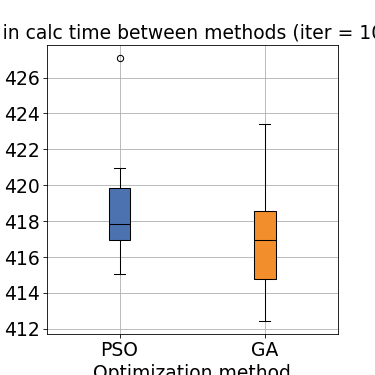 in calc time between methods (iter = 10
426
424
422
420
418
416
414
412
PSO GA
Optimization method